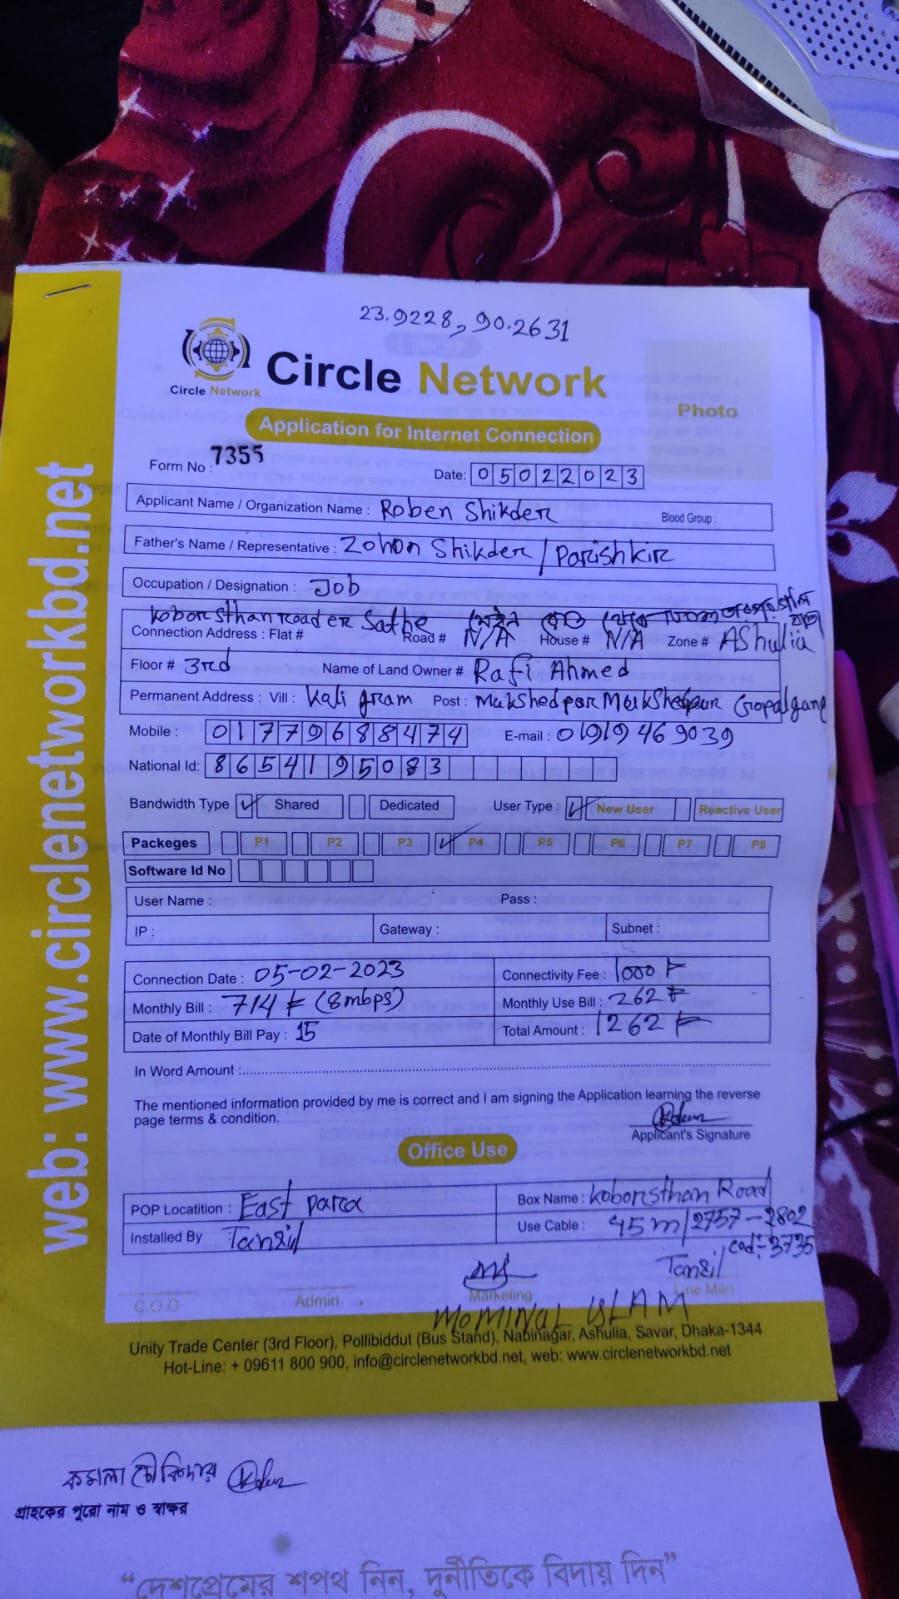 23.9228, 90.2631
Circle Network
Circle Network
Photo
Application for Internet Connection
Form No : 7355
Date: 05022023
Applicant Name / Organization Name : Roben Shikder Blood Group :
Father's Name / Representative : Zohon Shikder / Parishkir
Occupation / Designation : Job
koborsthan road er Sathe
Connection Address : Flat # Road # N/A House # N/A Zone # AShulia
Floor # 3rd Name of Land Owner # Rafi Ahmed
Permanent Address : Vill : Kali gram Post : Gopalgang
Mobile : 01779688474 E-mail : 01919469039
National Id: 8654195083
Bandwidth Type ✓ Shared Dedicated User Type : ✓ New User Reactive User
Packeges P1 P2 P3 ✓ P4 P5 P6 P7 P8
Software Id No
User Name : Pass :
IP : Gateway : Subnet :
Connection Date : 05-02-2023 Connectivity Fee : 1000 ৳
Monthly Bill : 714 ৳ (8mbps) Monthly Use Bill : 262 ৳
Date of Monthly Bill Pay : 15 Total Amount : 1262 ৳
In Word Amount :
The mentioned information provided by me is correct and I am signing the Application learning the reverse
page terms & condition.
Applicant's Signature
Office Use
POP Locatition : East para Box Name : koborsthan Road
Installed By Tanzil Use Cable : 45m/2757-2802
cod:-3735
Tanzil
C.O.O Admin Marketing Line Man
MOMINAL ISLAM
Unity Trade Center (3rd Floor), Pollibiddut (Bus Stand), Nabinagar, Ashulia, Savar, Dhaka-1344
Hot-Line: + 09611 800 900, info@circlenetworkbd.net, web: www.circlenetworkbd.net
web: www.circlenetworkbd.net
কমলা চৌকিদার
গ্রাহকের পুরো নাম ও স্বাক্ষর
“দেশপ্রেমের শপথ নিন, দুর্নীতিকে বিদায় দিন”